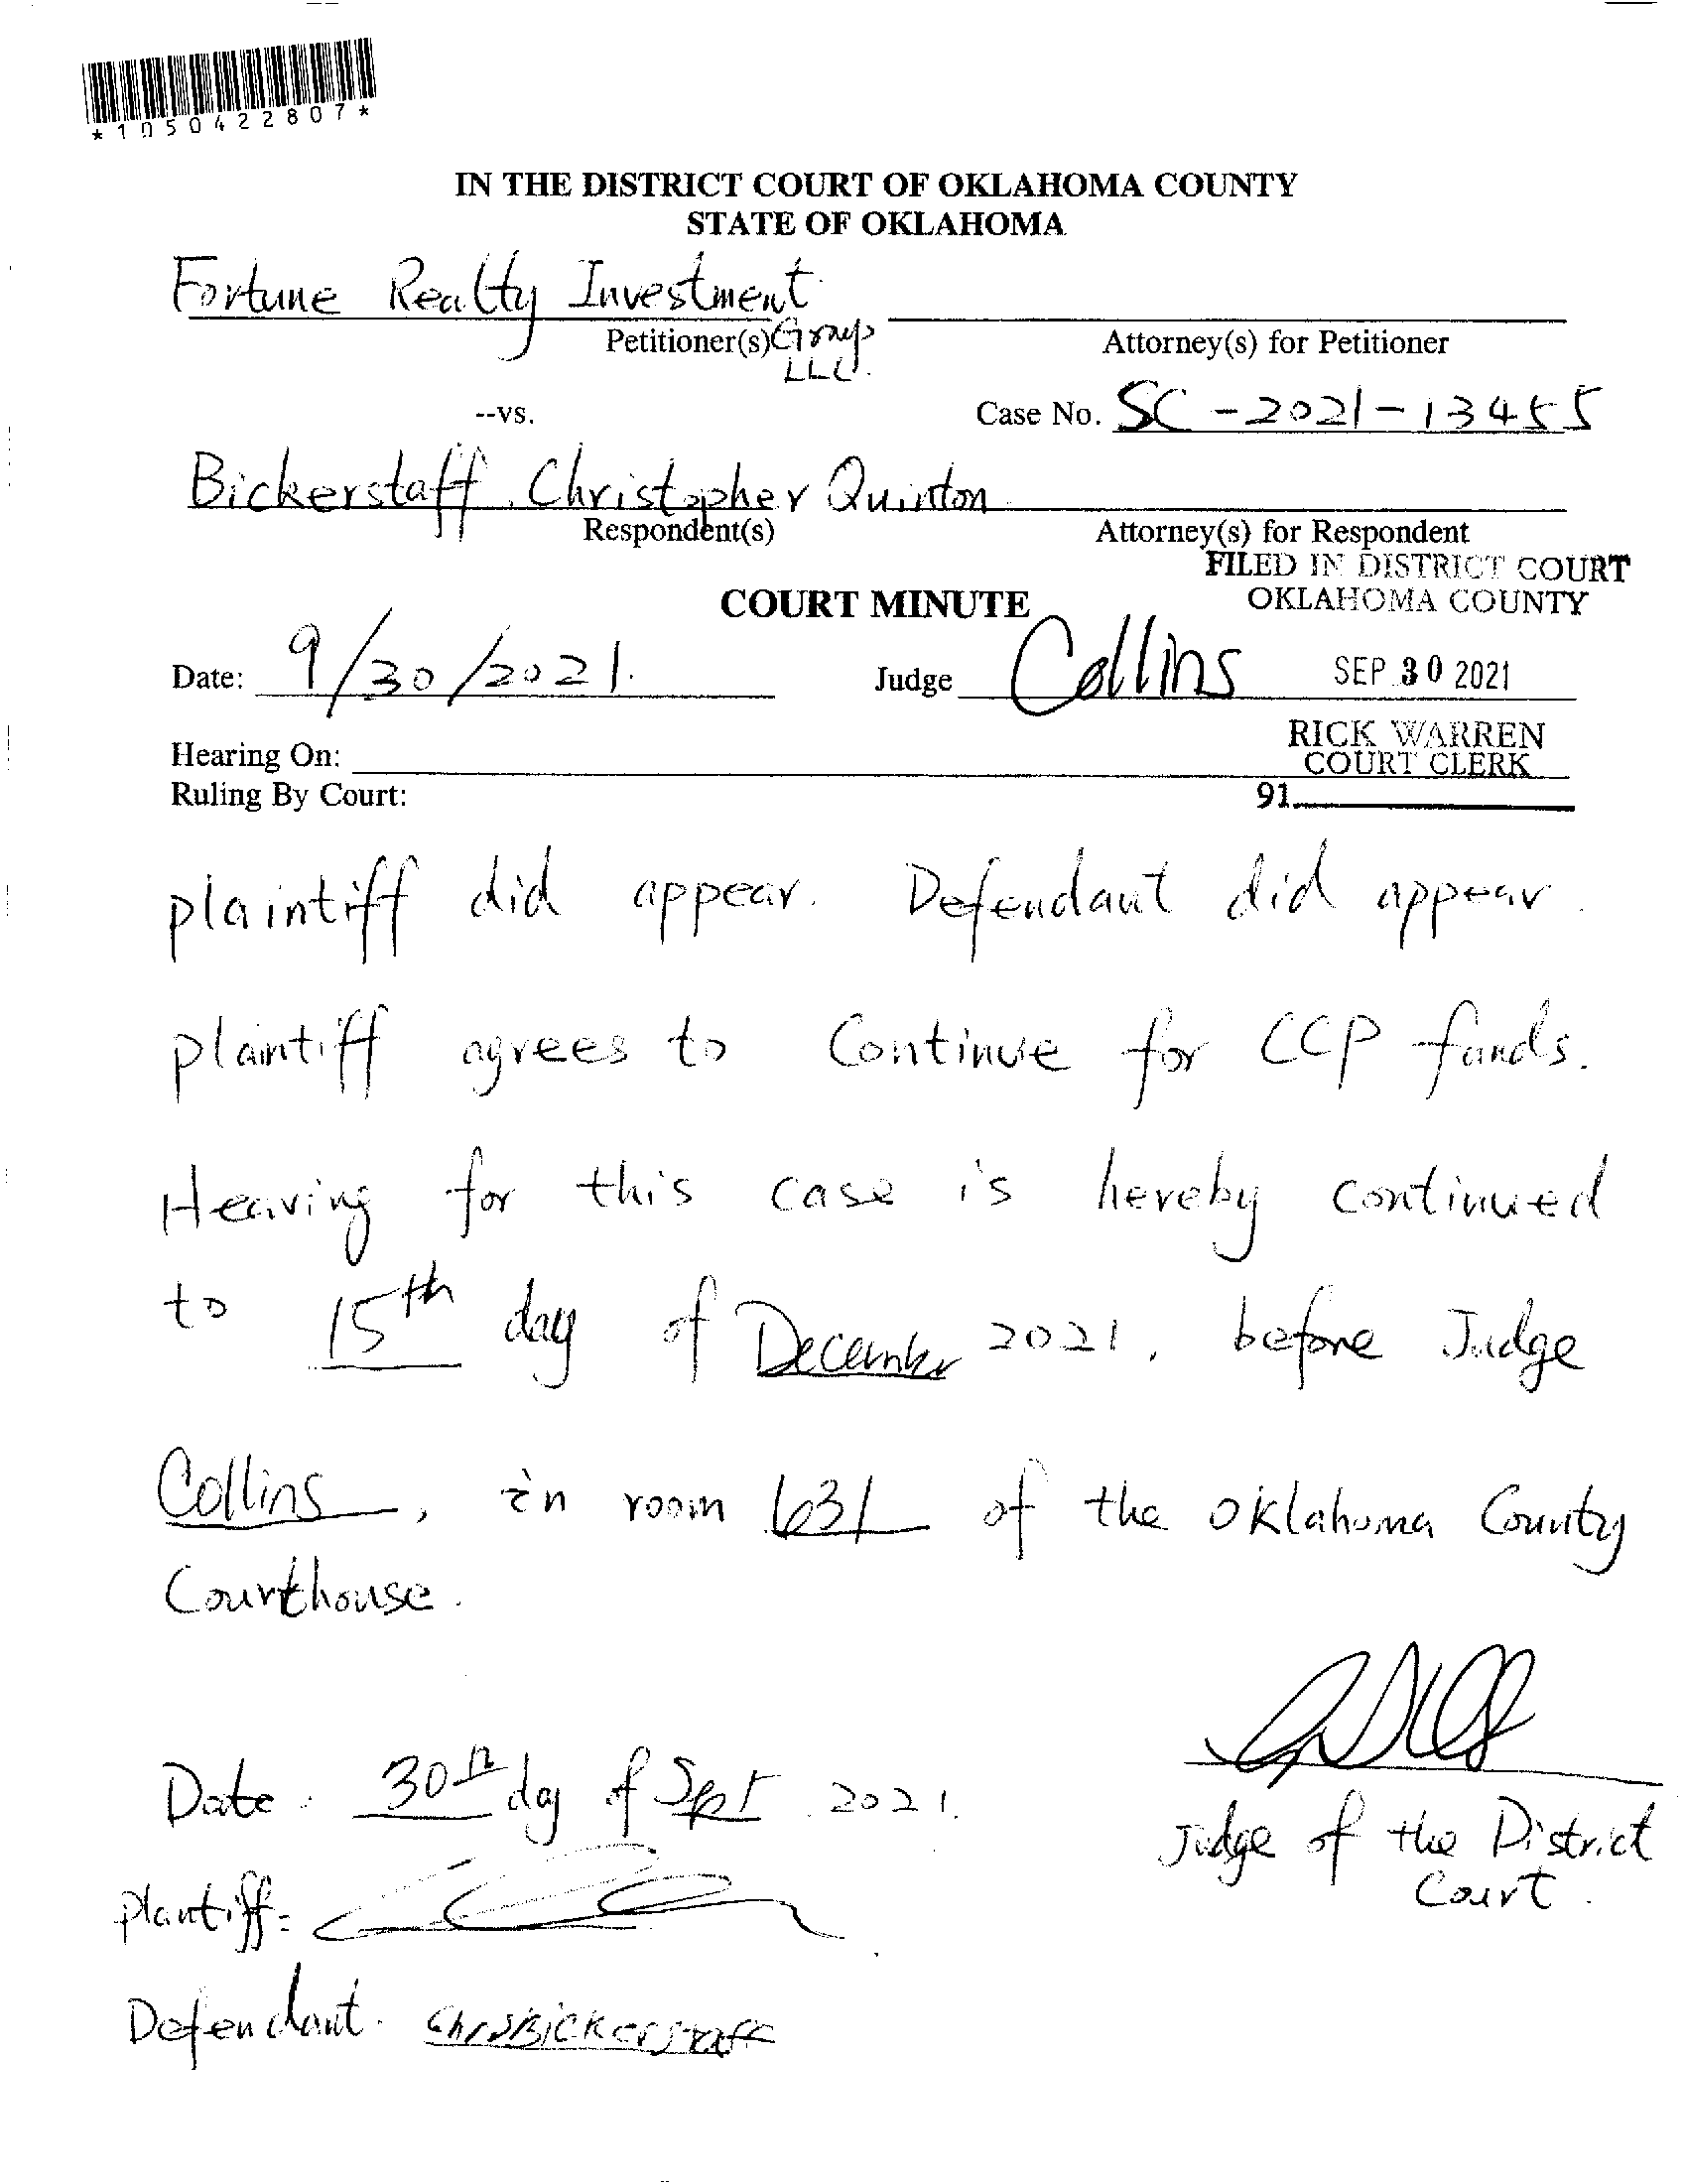 *1050422807*
IN THE DISTRICT COURT OF OKLAHOMA COUNTY
STATE OF OKLAHOMA
Fortune Realty Investment
Petitioner(s) Group
LLC.
Attorney(s) for Petitioner
--vs.
Case No. SC-2021-13455
Bickerstaff, Christopher Quinton
Respondent(s)
Attorney(s) for Respondent
FILED IN DISTRICT COURT
OKLAHOMA COUNTY
COURT MINUTE
Date: 9/30/2021.
Judge Collins
SEP 30 2021
RICK WARREN
COURT CLERK
Hearing On:
Ruling By Court:
91
plaintiff did appear. Defendant did appear.
plaintiff agrees to Continue for CCP funds.
Hearing for this case is hereby continued
to 15th day of December 2021, before Judge
Collins, in room 631 of the Oklahoma County
Courthouse.
Date: 30th day of Sept 2021.
Judge of the District
Court.
plantiff:
Defendant: Chris Bickerstaff